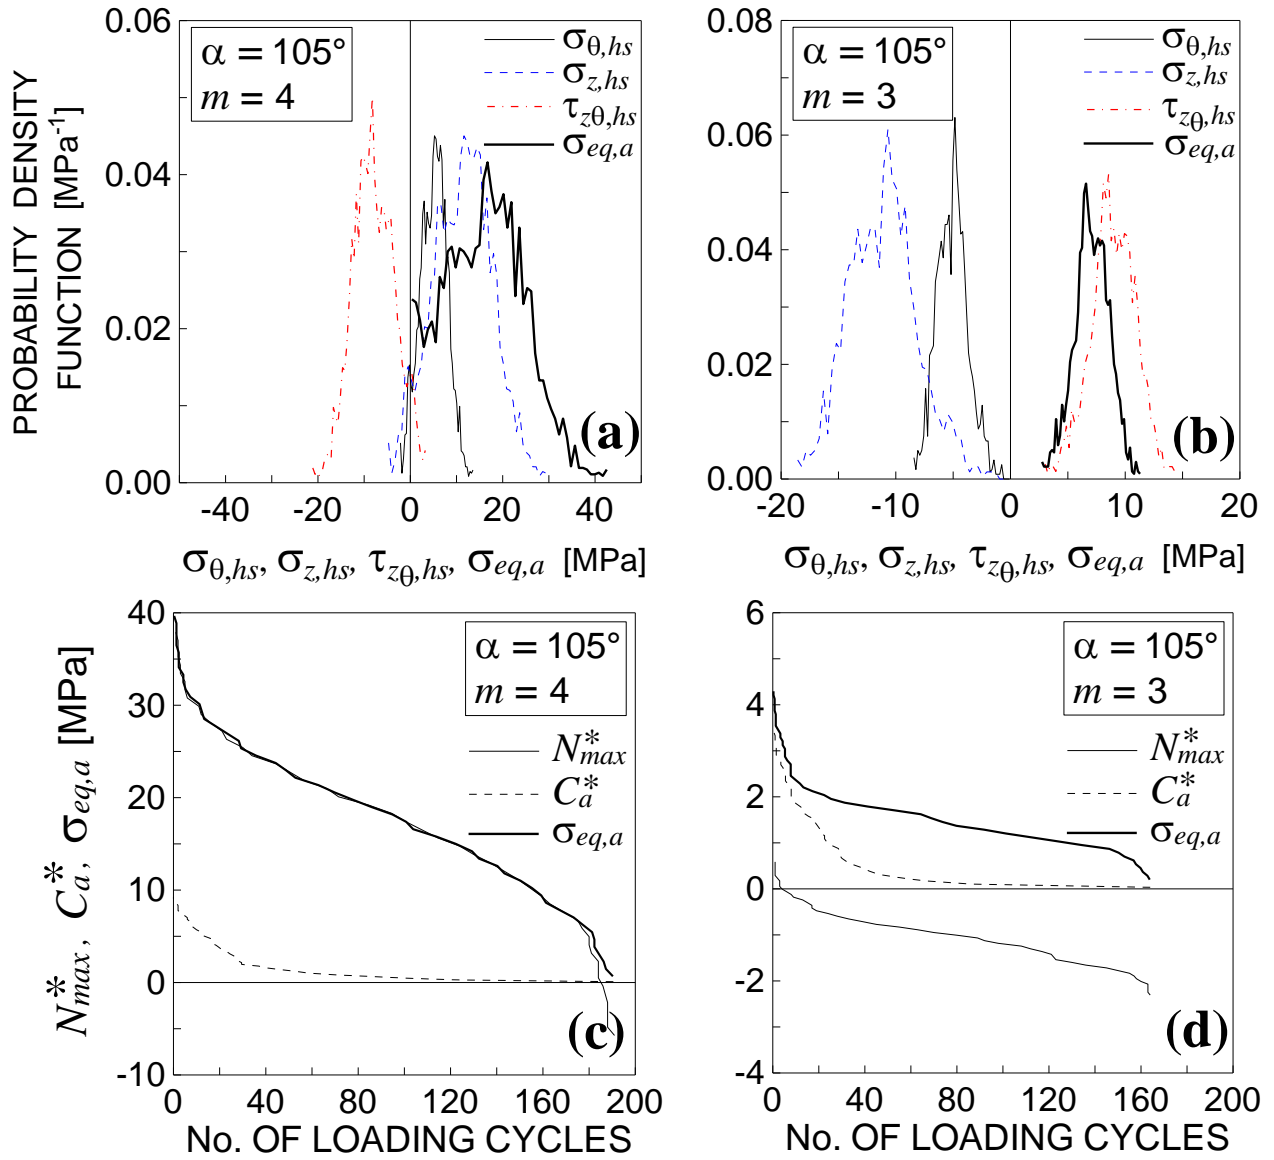 PROBABILITY DENSITY
FUNCTION [MPa⁻¹]
0.06
0.04
0.02
0.00
α = 105°
m = 4
σθ,hs
σz,hs
τzθ,hs
σeq,a
(a)
-40 -20 0 20 40
σθ,hs, σz,hs, τzθ,hs, σeq,a [MPa]
0.08
0.06
0.04
0.02
0.00
α = 105°
m = 3
σθ,hs
σz,hs
τzθ,hs
σeq,a
(b)
-20 -10 0 10 20
σθ,hs, σz,hs, τzθ,hs, σeq,a [MPa]
N*max, C*a, σeq,a [MPa]
40
30
20
10
0
-10
α = 105°
m = 4
N*max
C*a
σeq,a
(c)
0 40 80 120 160 200
No. OF LOADING CYCLES
6
4
2
0
-2
-4
α = 105°
m = 3
N*max
C*a
σeq,a
(d)
0 40 80 120 160 200
No. OF LOADING CYCLES